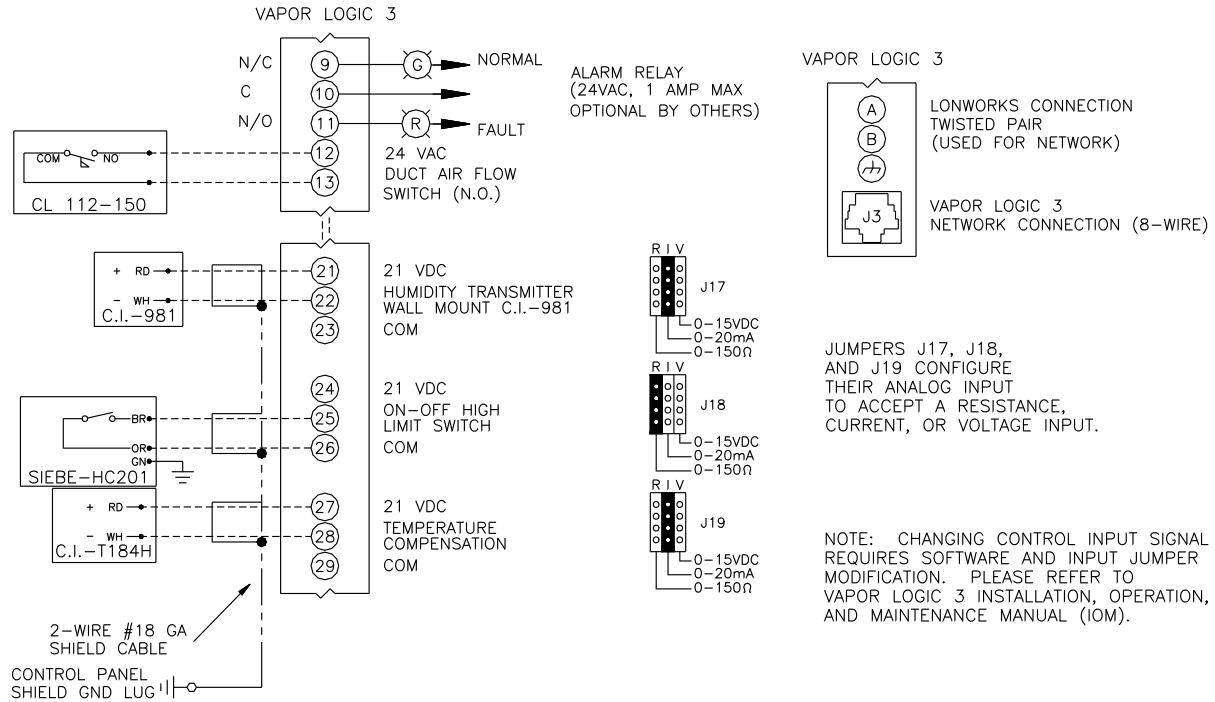 VAPOR LOGIC 3
N/C
9
G
NORMAL
C
10
N/O
11
R
FAULT
ALARM RELAY
(24VAC, 1 AMP MAX
OPTIONAL BY OTHERS)
COM
NO
CL 112-150
12
13
24 VAC
DUCT AIR FLOW
SWITCH (N.O.)
VAPOR LOGIC 3
A
B
LONWORKS CONNECTION
TWISTED PAIR
(USED FOR NETWORK)
J3
VAPOR LOGIC 3
NETWORK CONNECTION (8-WIRE)
+ RD
- WH
C.I.-981
21
22
23
21 VDC
HUMIDITY TRANSMITTER
WALL MOUNT C.I.-981
COM
R I V
J17
0-15VDC
0-20mA
0-150Ω
BR
OR
GN
SIEBE-HC201
24
25
26
21 VDC
ON-OFF HIGH
LIMIT SWITCH
COM
R I V
J18
0-15VDC
0-20mA
0-150Ω
+ RD
- WH
C.I.-T184H
27
28
29
21 VDC
TEMPERATURE
COMPENSATION
COM
R I V
J19
0-15VDC
0-20mA
0-150Ω
JUMPERS J17, J18,
AND J19 CONFIGURE
THEIR ANALOG INPUT
TO ACCEPT A RESISTANCE,
CURRENT, OR VOLTAGE INPUT.
NOTE: CHANGING CONTROL INPUT SIGNAL
REQUIRES SOFTWARE AND INPUT JUMPER
MODIFICATION. PLEASE REFER TO
VAPOR LOGIC 3 INSTALLATION, OPERATION,
AND MAINTENANCE MANUAL (IOM).
2-WIRE #18 GA
SHIELD CABLE
CONTROL PANEL
SHIELD GND LUG